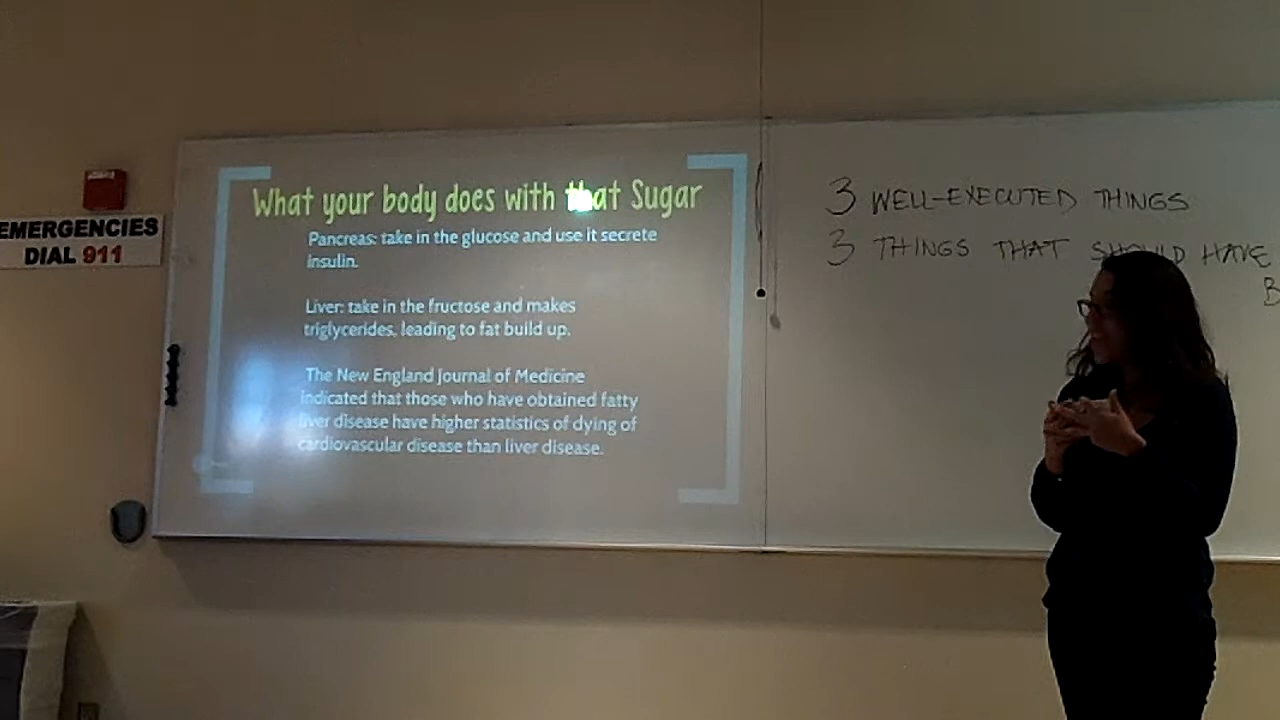 What your body does with that Sugar
Pancreas: take in the glucose and use it secrete
insulin.
Liver: take in the fructose and makes
triglycerides, leading to fat build up.
The New England Journal of Medicine
indicated that those who have obtained fatty
liver disease have higher statistics of dying of
cardiovascular disease than liver disease.
3 WELL-EXECUTED THINGS
3 THINGS THAT SHOULD HAVE
EMERGENCIES
DIAL 911